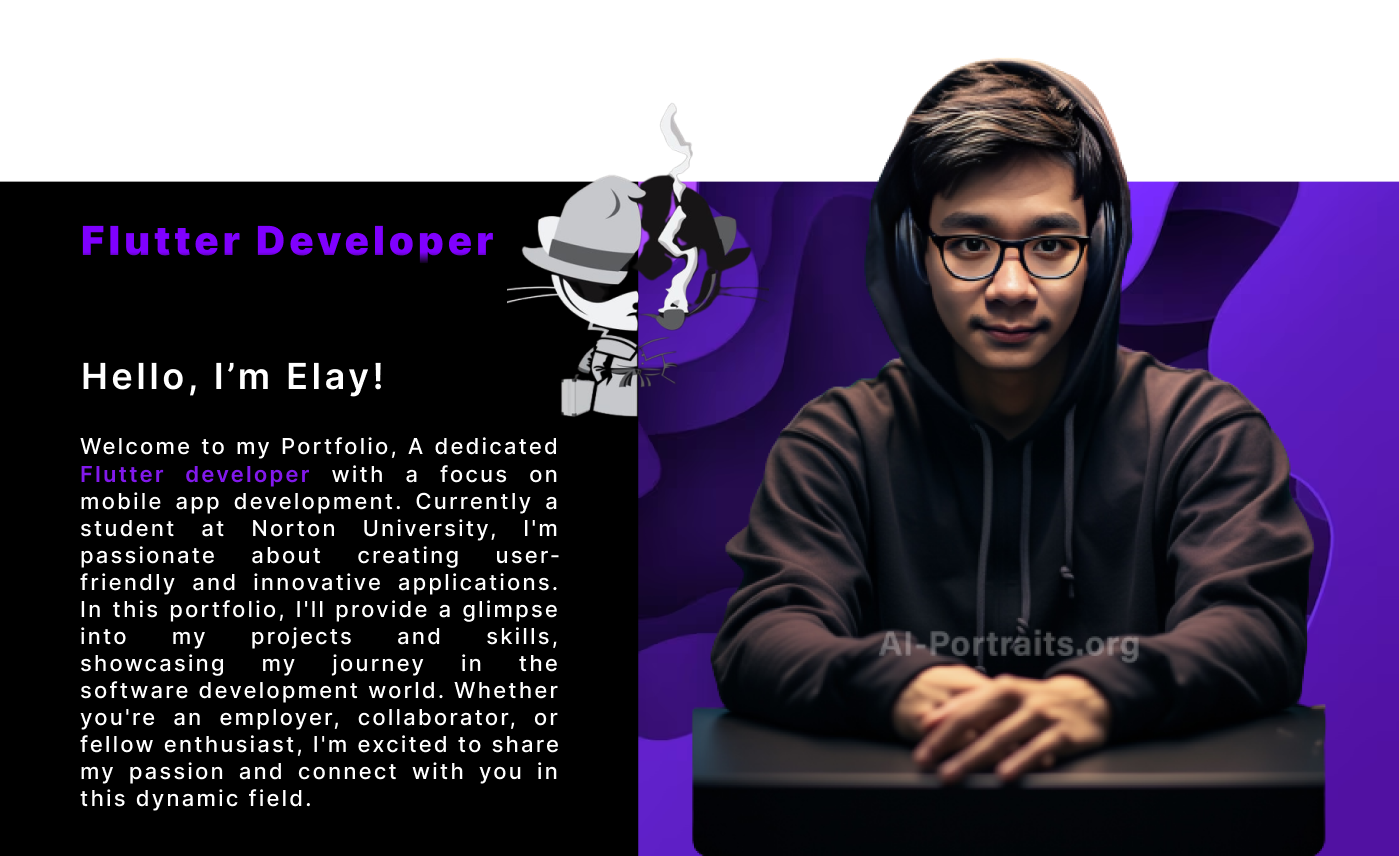 Flutter Developer
Hello, I’m Elay!
Welcome to my Portfolio, A dedicated
Flutter developer with a focus on
mobile app development. Currently a
student at Norton University, I'm
passionate about creating user-
friendly and innovative applications.
In this portfolio, I'll provide a glimpse
into my projects and skills,
showcasing my journey in the
software development world. Whether
you're an employer, collaborator, or
fellow enthusiast, I'm excited to share
my passion and connect with you in
this dynamic field.
AI-Portraits.org